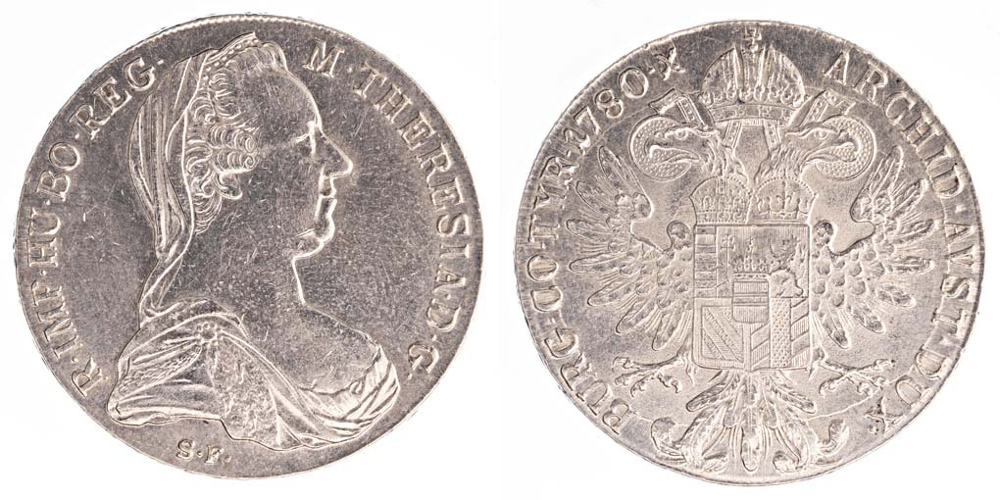 R·IMP·HU·BO·REG· M·THERESIA·D·G·
S·F·
ARCHID·AVST·DUX·
BURG·CO·TYR·1780·X